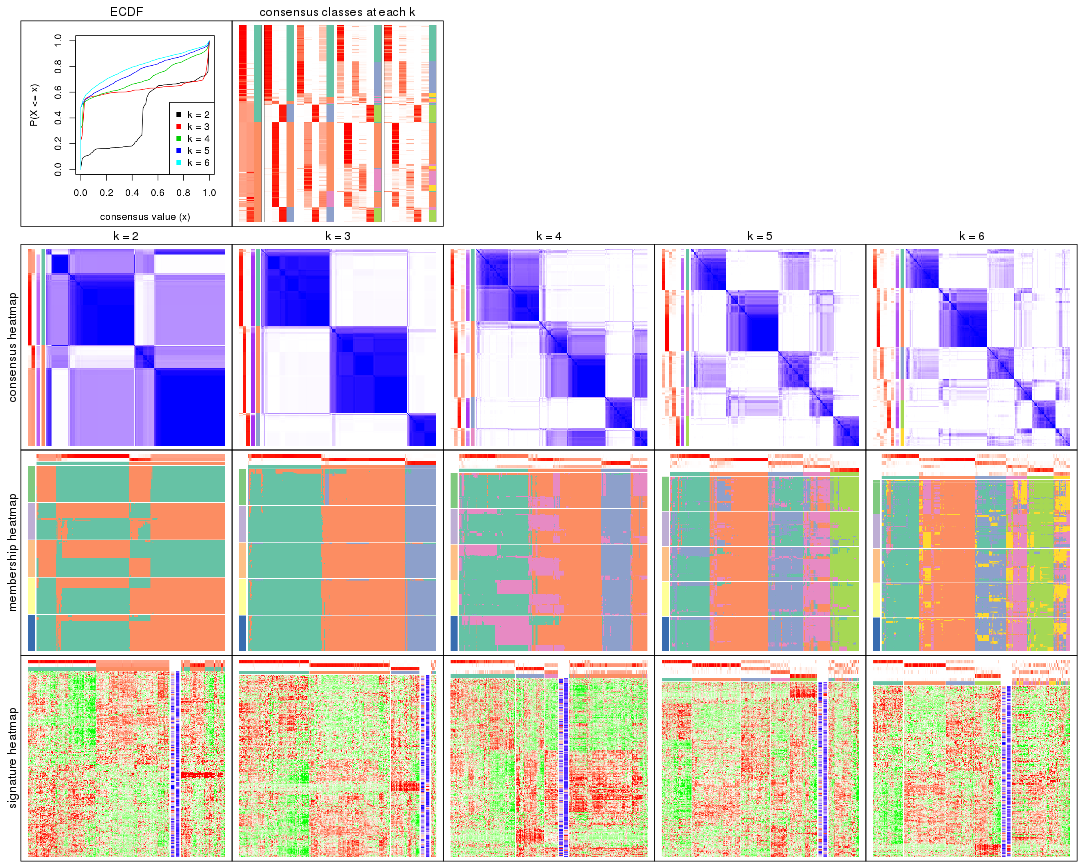 ECDF
consensus classes at each k
P(X <= x)
0.0 0.2 0.4 0.6 0.8 1.0
k = 2
k = 3
k = 4
k = 5
k = 6
0.0 0.2 0.4 0.6 0.8 1.0
consensus value (x)
k = 2 k = 3 k = 4 k = 5 k = 6
consensus heatmap
membership heatmap
signature heatmap